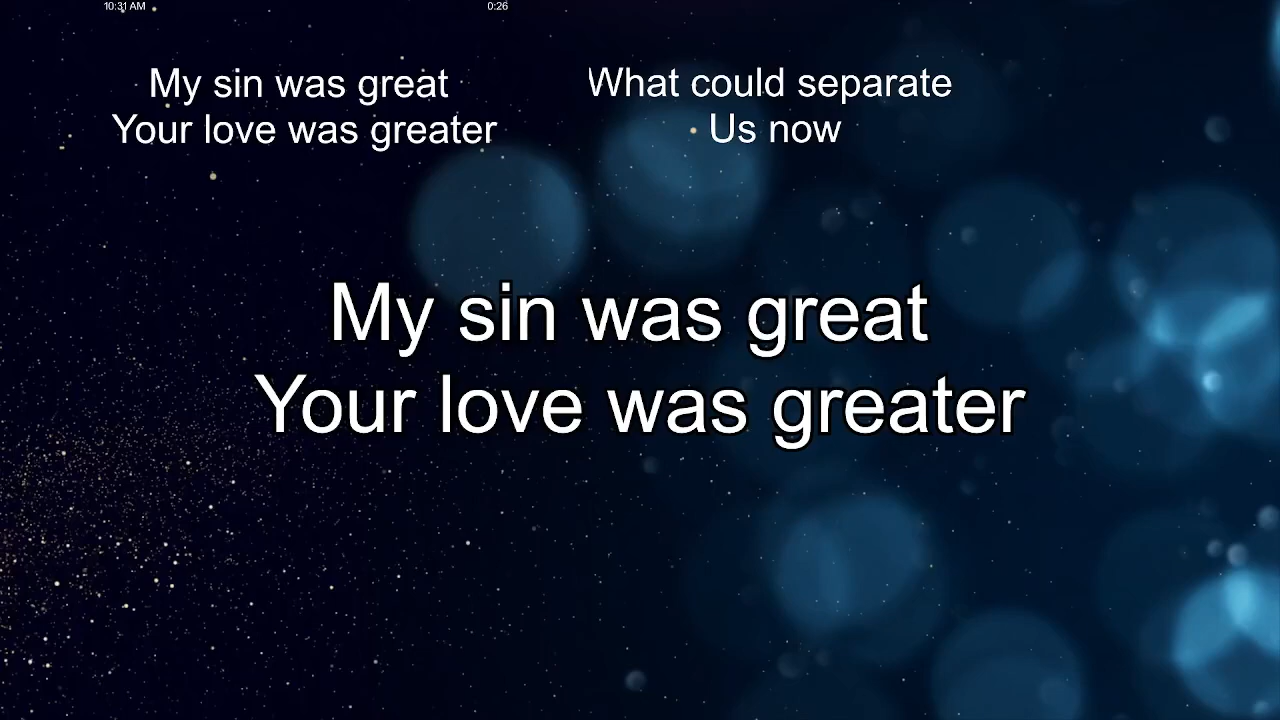 10:31 AM
0:26
My sin was great
Your love was greater
What could separate
Us now
My sin was great
Your love was greater